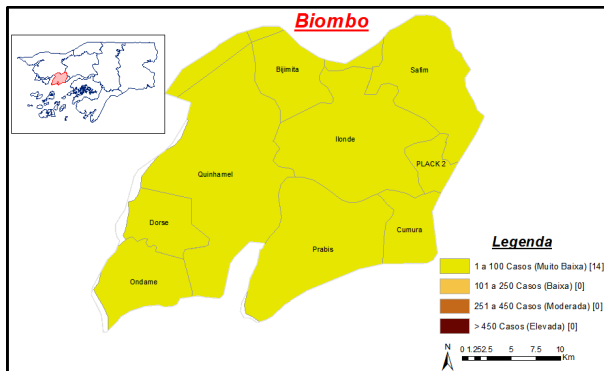 Biombo
Bijimita
Safim
Ilonde
PLACK 2
Quinhamel
Dorse
Cumura
Prabis
Ondame
Legenda
1 a 100 Casos (Muito Baixa) [14]
101 a 250 Casos (Baixa) [0]
251 a 450 Casos (Moderada) [0]
> 450 Casos (Elevada) [0]
N
0 1.252.5 5 7.5 10
Km